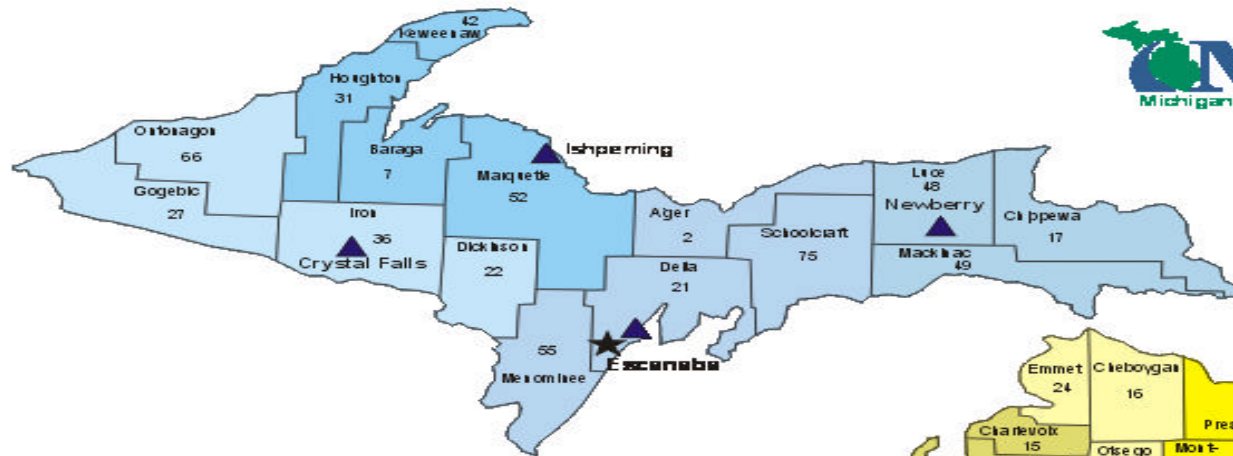 42
Keweenaw
Houghton
31
Ontonagon
66
Baraga
7
Gogebic
27
Ishpeming
Marquette
52
Iron
36
Crystal Falls
Dickinson
22
Alger
2
Schoolcraft
75
Delta
21
Luce
48
Newberry
Chippewa
17
Mackinac
49
55
Menominee
Escanaba
Michigan
Emmet
24
Cheboygan
16
Charlevoix
15
Otsego
Mont-